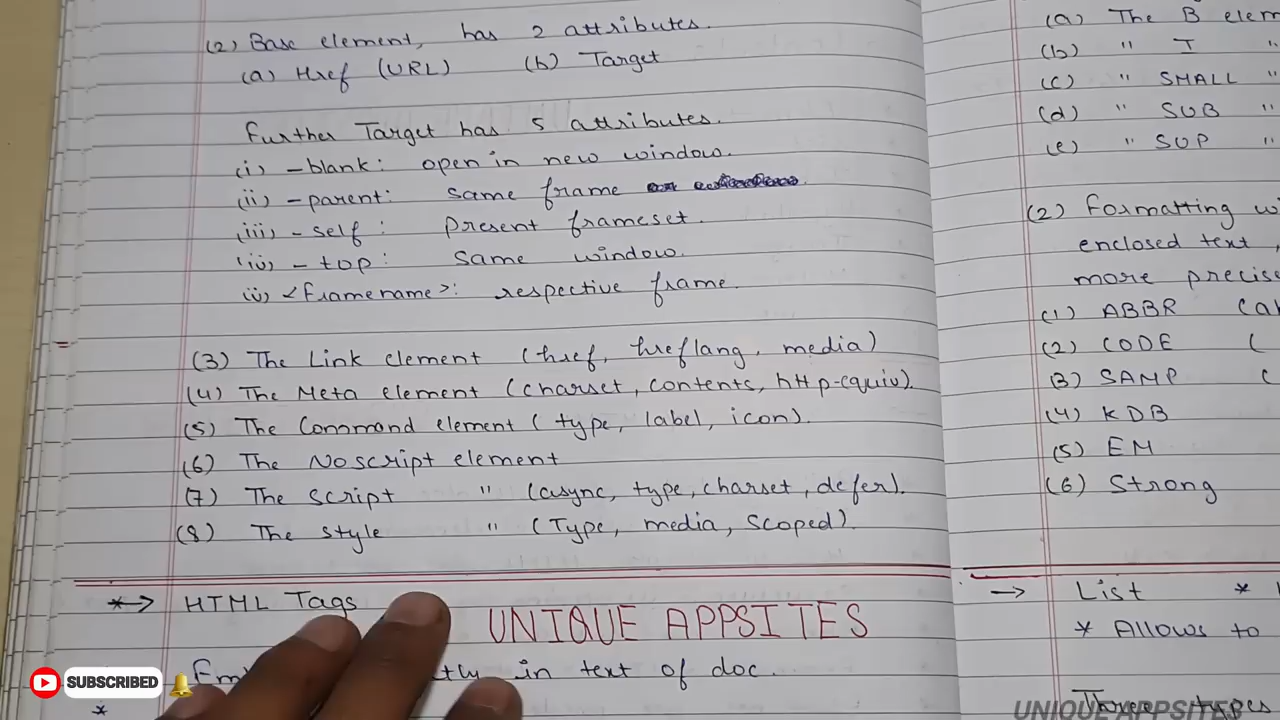 (2) Base element, has 2 attributes.
(a) Href (URL) (b) Target
Further Target has 5 attributes.
(i) -blank: open in new window.
(ii) -parent: same frame
(iii) -self: Present frameset.
(iv) -top: same window.
(v) <Framename>: respective frame.
(3) The Link element (href, hreflang, media)
(4) The Meta element (charset, contents, http-equiv).
(5) The Command element (type, label, icon).
(6) The Noscript element
(7) The script " (async, type, charset, defer).
(8) The style " (Type, media, scoped).
*→ HTML Tags
UNIQUE APPSITES
in text of doc.
*
(a) The B
(b) " I "
(c) " SMALL "
(d) " SUB "
(e) " SUP "
(2) Formatting
enclosed text
more
(1) ABBR
(2) CODE (
(3) SAMP (
(4) KDB
(5) EM
(6) Strong
→ List *
* Allows to
Three types
UNIQUE APPSITES
SUBSCRIBED